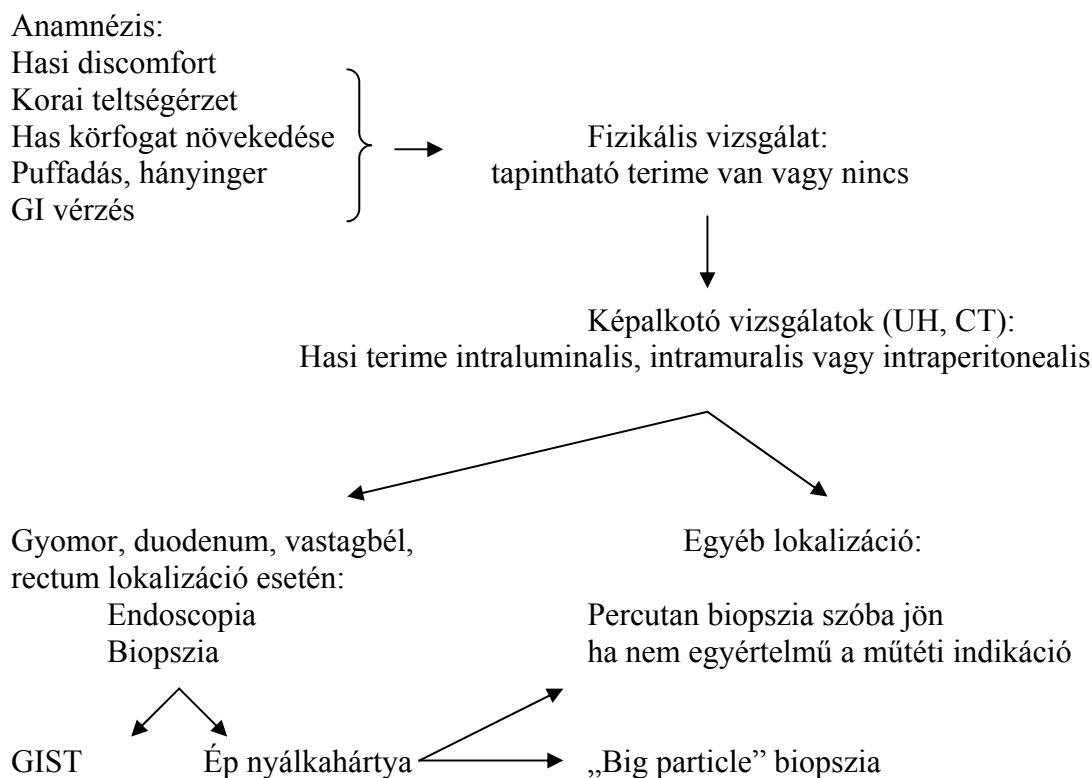 Anamnézis:
Hasi discomfort
Korai teltségérzet
Has körfogat növekedése
Puffadás, hányinger
GI vérzés
Fizikális vizsgálat:
tapintható terime van vagy nincs
Képalkotó vizsgálatok (UH, CT):
Hasi terime intraluminalis, intramuralis vagy intraperitonealis
Gyomor, duodenum, vastagbél,
rectum lokalizáció esetén:
Endoscopia
Biopszia
Egyéb lokalizáció:
Percutan biopszia szóba jön
ha nem egyértelmű a műtéti indikáció
GIST
Ép nyálkahártya
„Big particle” biopszia